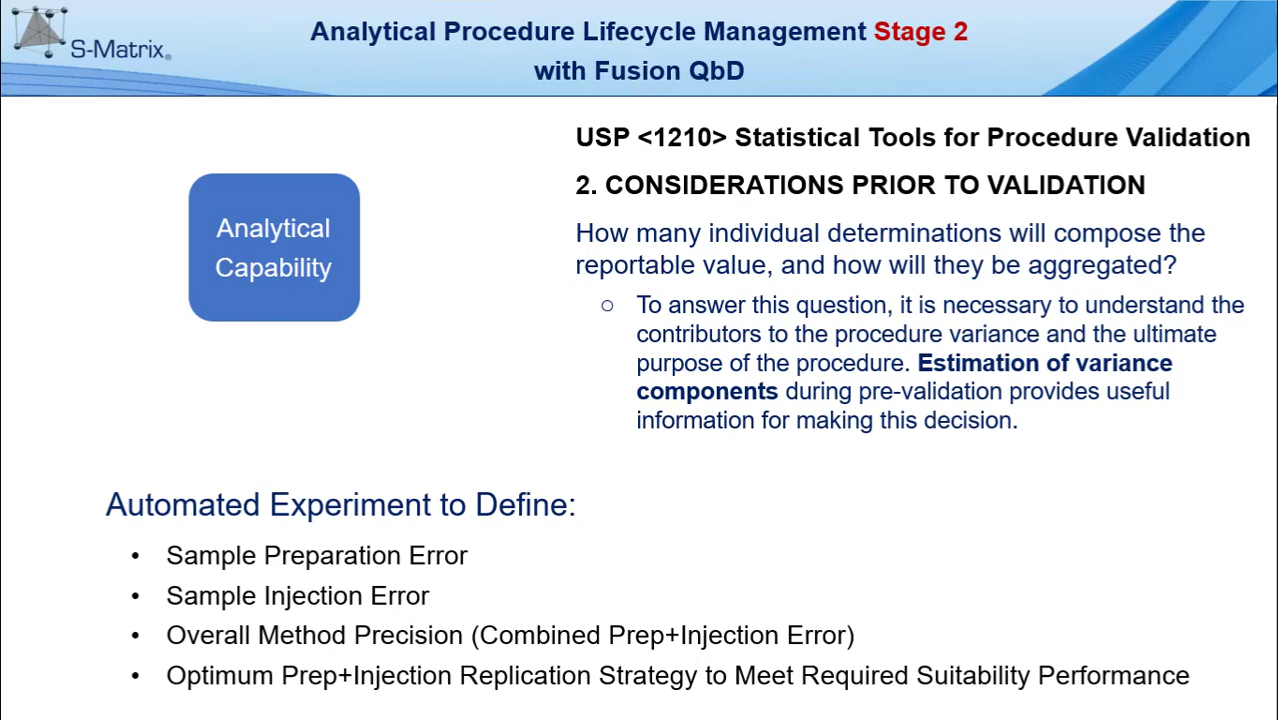 S-Matrix®
Analytical Procedure Lifecycle Management Stage 2
with Fusion QbD
Analytical
Capability
USP <1210> Statistical Tools for Procedure Validation
2. CONSIDERATIONS PRIOR TO VALIDATION
How many individual determinations will compose the
reportable value, and how will they be aggregated?
○ To answer this question, it is necessary to understand the
contributors to the procedure variance and the ultimate
purpose of the procedure. Estimation of variance
components during pre-validation provides useful
information for making this decision.
Automated Experiment to Define:
• Sample Preparation Error
• Sample Injection Error
• Overall Method Precision (Combined Prep+Injection Error)
• Optimum Prep+Injection Replication Strategy to Meet Required Suitability Performance